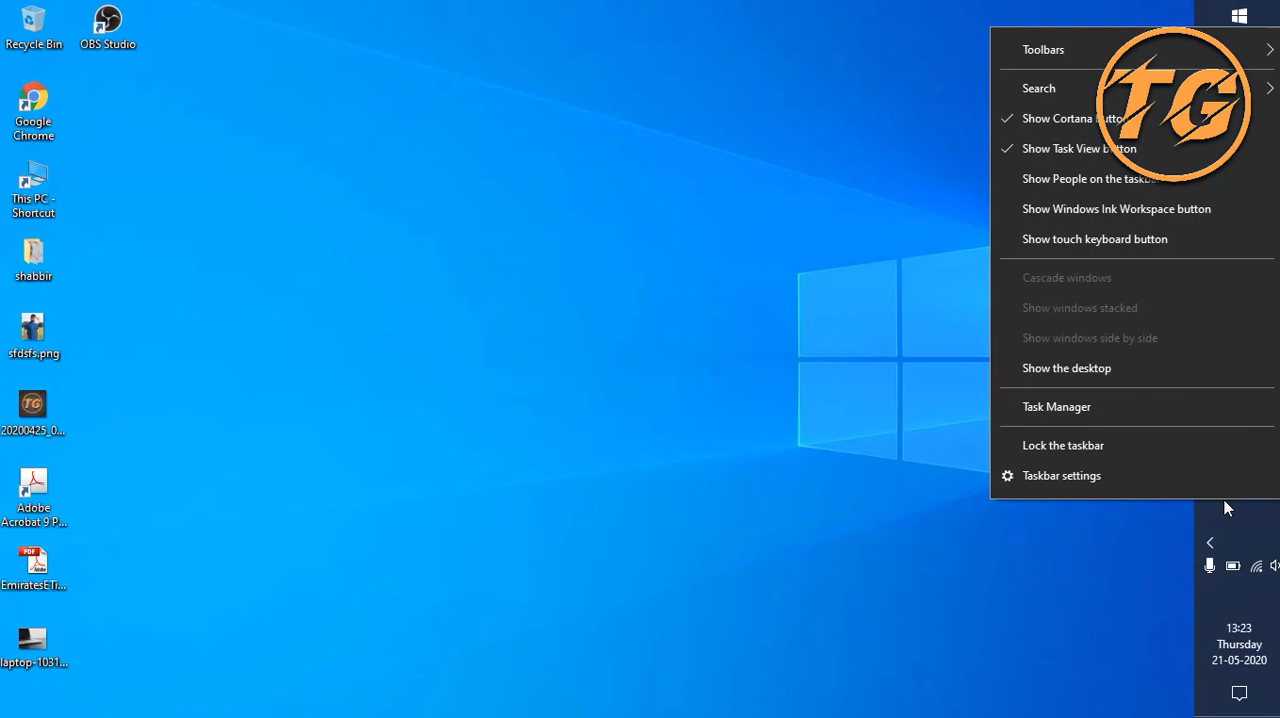 Recycle Bin
OBS Studio
Google
Chrome
This PC -
Shortcut
shabbir
sfdsfs.png
TG
20200425_0...
Adobe
Acrobat 9 P...
PDF
EmiratesETi...
laptop-1031...
Toolbars
Search
Show Cortana
Show Task View button
Show People on the
Show Windows Ink Workspace button
Show touch keyboard button
Cascade windows
Show windows stacked
Show windows side by side
Show the desktop
Task Manager
Lock the taskbar
Taskbar settings
TG
13:23
Thursday
21-05-2020